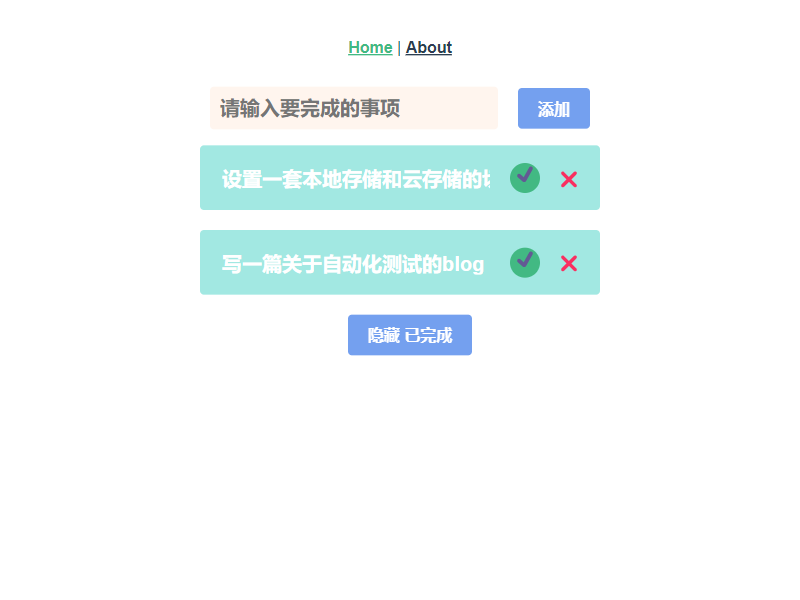 Home | About
请输入要完成的事项
添加
设置一套本地存储和云存储的
写一篇关于自动化测试的blog
隐藏 已完成